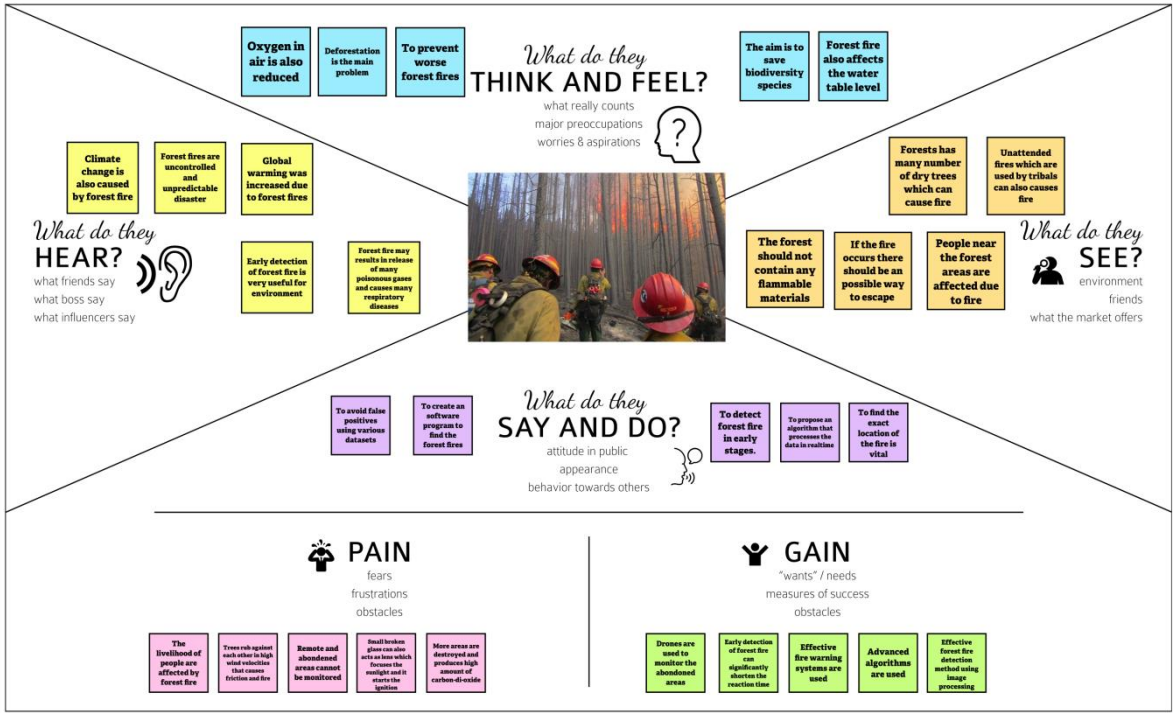 Oxygen in
air is also
reduced
Deforestation
is the main
problem
To prevent
worse
forest fires
What do they
THINK AND FEEL?
what really counts
major preoccupations
worries & aspirations
The aim is to
save
biodiversity
species
Forest fire
also affects
the water
table level
Climate
change is
also caused
by forest fire
Forest fires are
uncontrolled
and
unpredictable
disaster
Global
warming was
increased due
to forest fires
What do they
HEAR?
what friends say
what boss say
what influencers say
Early detection
of forest fire is
very useful for
environment
Forest fire may
results in release
of many
poisonous gases
and causes many
respiratory
diseases
Forests has
many number
of dry trees
which can
cause fire
Unattended
fires which are
used by tribals
can also causes
fire
The forest
should not
contain any
flammable
materials
If the fire
occurs there
should be an
possible way
to escape
People near
the forest
areas are
affected due
to fire
What do they
SEE?
environment
friends
what the market offers
To avoid false
positives
using various
datasets
To create an
software
program to
find the
forest fires
What do they
SAY AND DO?
attitude in public
appearance
behavior towards others
To detect
forest fire
in early
stages.
To propose an
algorithm that
processes the
data in realtime
To find the
exact
location of
the fire is
vital
PAIN
fears
frustrations
obstacles
The
livelihood of
people are
affected by
forest fire
Trees rub against
each other in high
wind velocities
that causes
friction and fire
Remote and
abondened
areas cannot
be monitored
Small broken
glass can also
acts as lens which
focuses the
sunlight and it
starts the
ignition
More areas are
destroyed and
produces high
amount of
carbon-di-oxide
GAIN
"wants" / needs
measures of success
obstacles
Drones are
used to
monitor the
abondoned
areas
Early detection
of forest fire
can
significantly
shorten the
reaction time
Effective
fire warning
systems are
used
Advanced
algorithms
are used
Effective
forest fire
detection
method using
image
processing